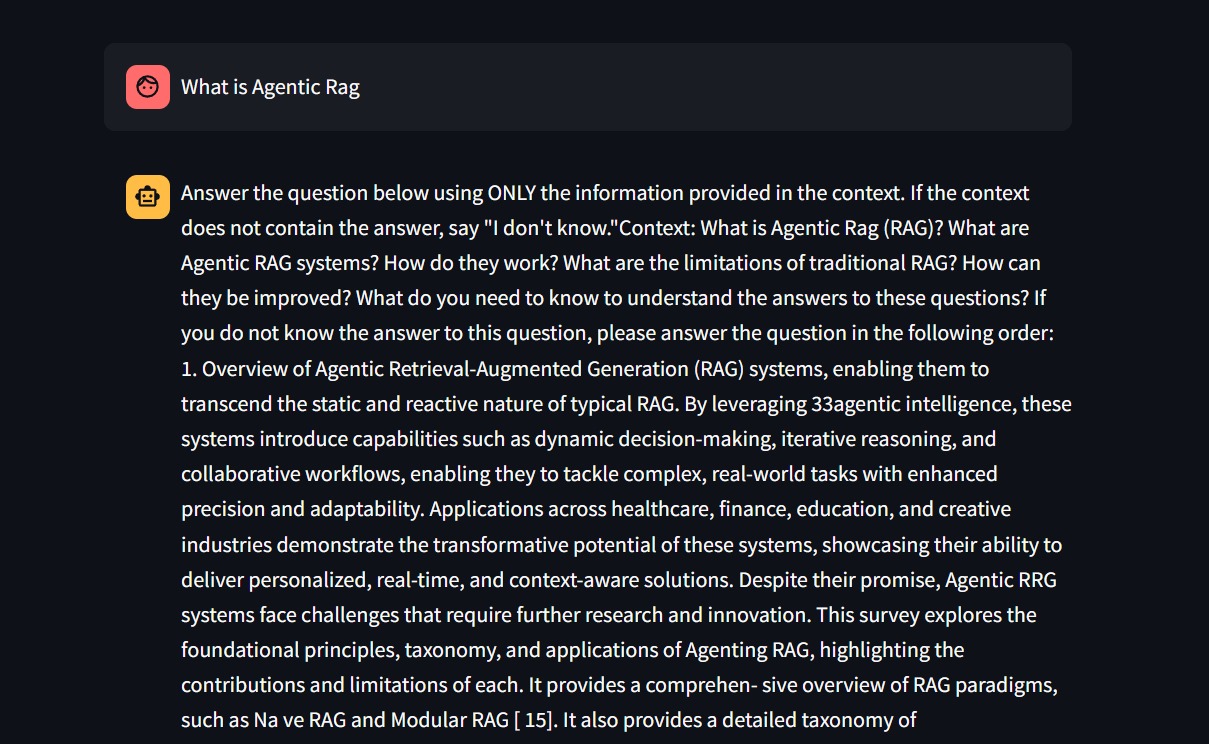 What is Agentic Rag
Answer the question below using ONLY the information provided in the context. If the context
does not contain the answer, say "I don't know."Context: What is Agentic Rag (RAG)? What are
Agentic RAG systems? How do they work? What are the limitations of traditional RAG? How can
they be improved? What do you need to know to understand the answers to these questions? If
you do not know the answer to this question, please answer the question in the following order:
1. Overview of Agentic Retrieval-Augmented Generation (RAG) systems, enabling them to
transcend the static and reactive nature of typical RAG. By leveraging 33agentic intelligence, these
systems introduce capabilities such as dynamic decision-making, iterative reasoning, and
collaborative workflows, enabling they to tackle complex, real-world tasks with enhanced
precision and adaptability. Applications across healthcare, finance, education, and creative
industries demonstrate the transformative potential of these systems, showcasing their ability to
deliver personalized, real-time, and context-aware solutions. Despite their promise, Agentic RRG
systems face challenges that require further research and innovation. This survey explores the
foundational principles, taxonomy, and applications of Agenting RAG, highlighting the
contributions and limitations of each. It provides a comprehen- sive overview of RAG paradigms,
such as Na ve RAG and Modular RAG [ 15]. It also provides a detailed taxonomy of